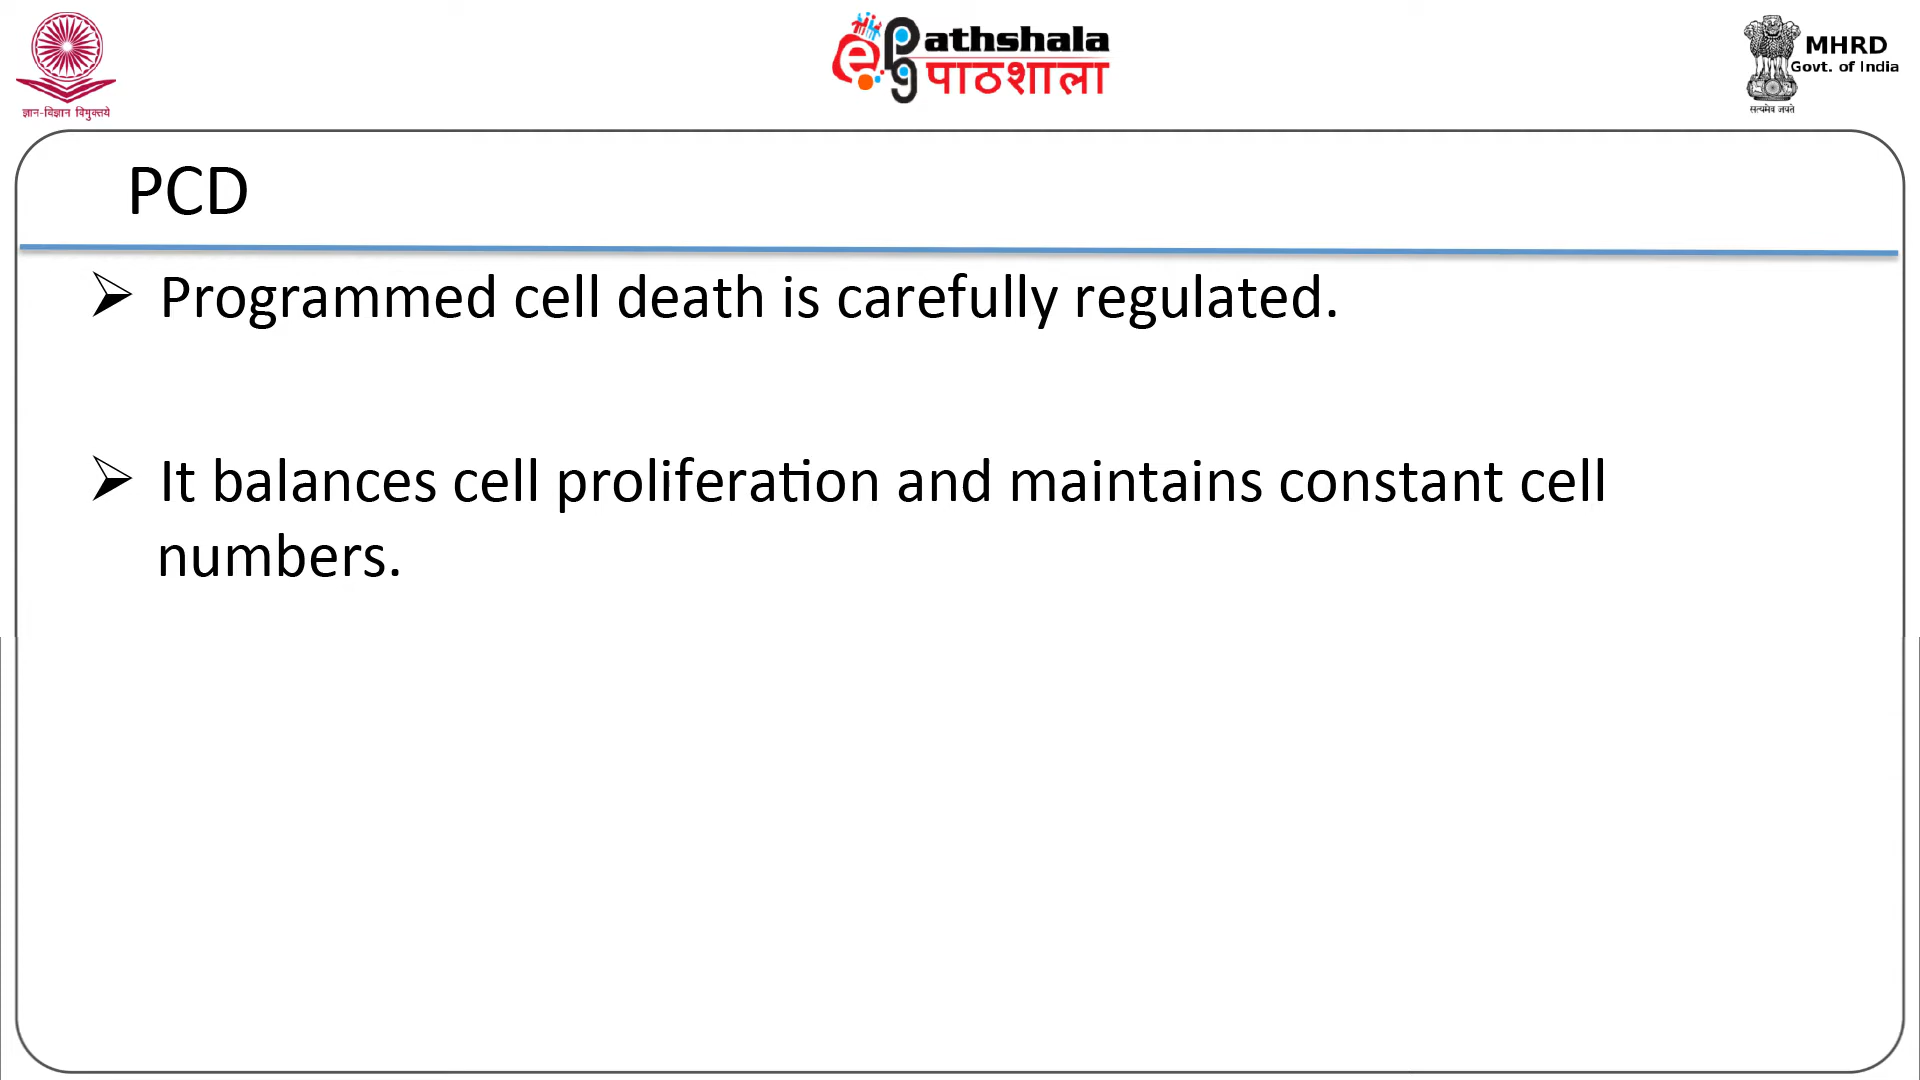 ज्ञान-विज्ञान विमुक्तये
e
Pathshala
पाठशाला
MHRD
Govt. of India
सत्यमेव जयते
PCD
➢ Programmed cell death is carefully regulated.
➢ It balances cell proliferation and maintains constant cell
numbers.